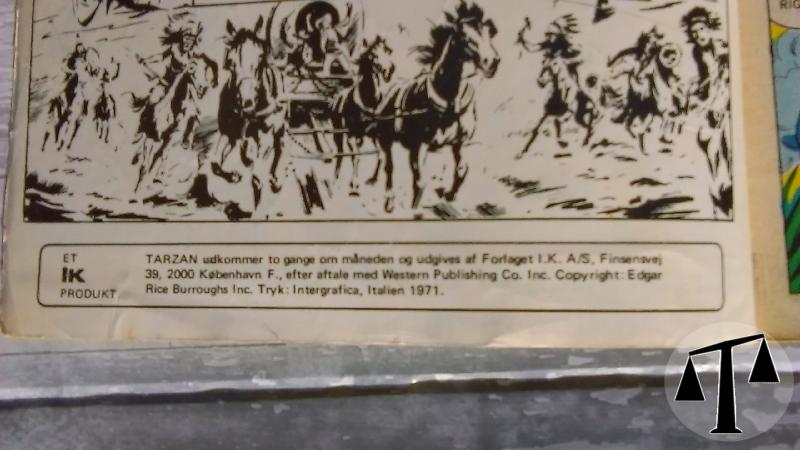 RIG
ET
IK
PRODUKT
TARZAN udkommer to gange om måneden og udgives af Forlaget I.K. A/S, Finsensvej
39, 2000 København F., efter aftale med Western Publishing Co. Inc. Copyright: Edgar
Rice Burroughs Inc. Tryk: Intergrafica, Italien 1971.